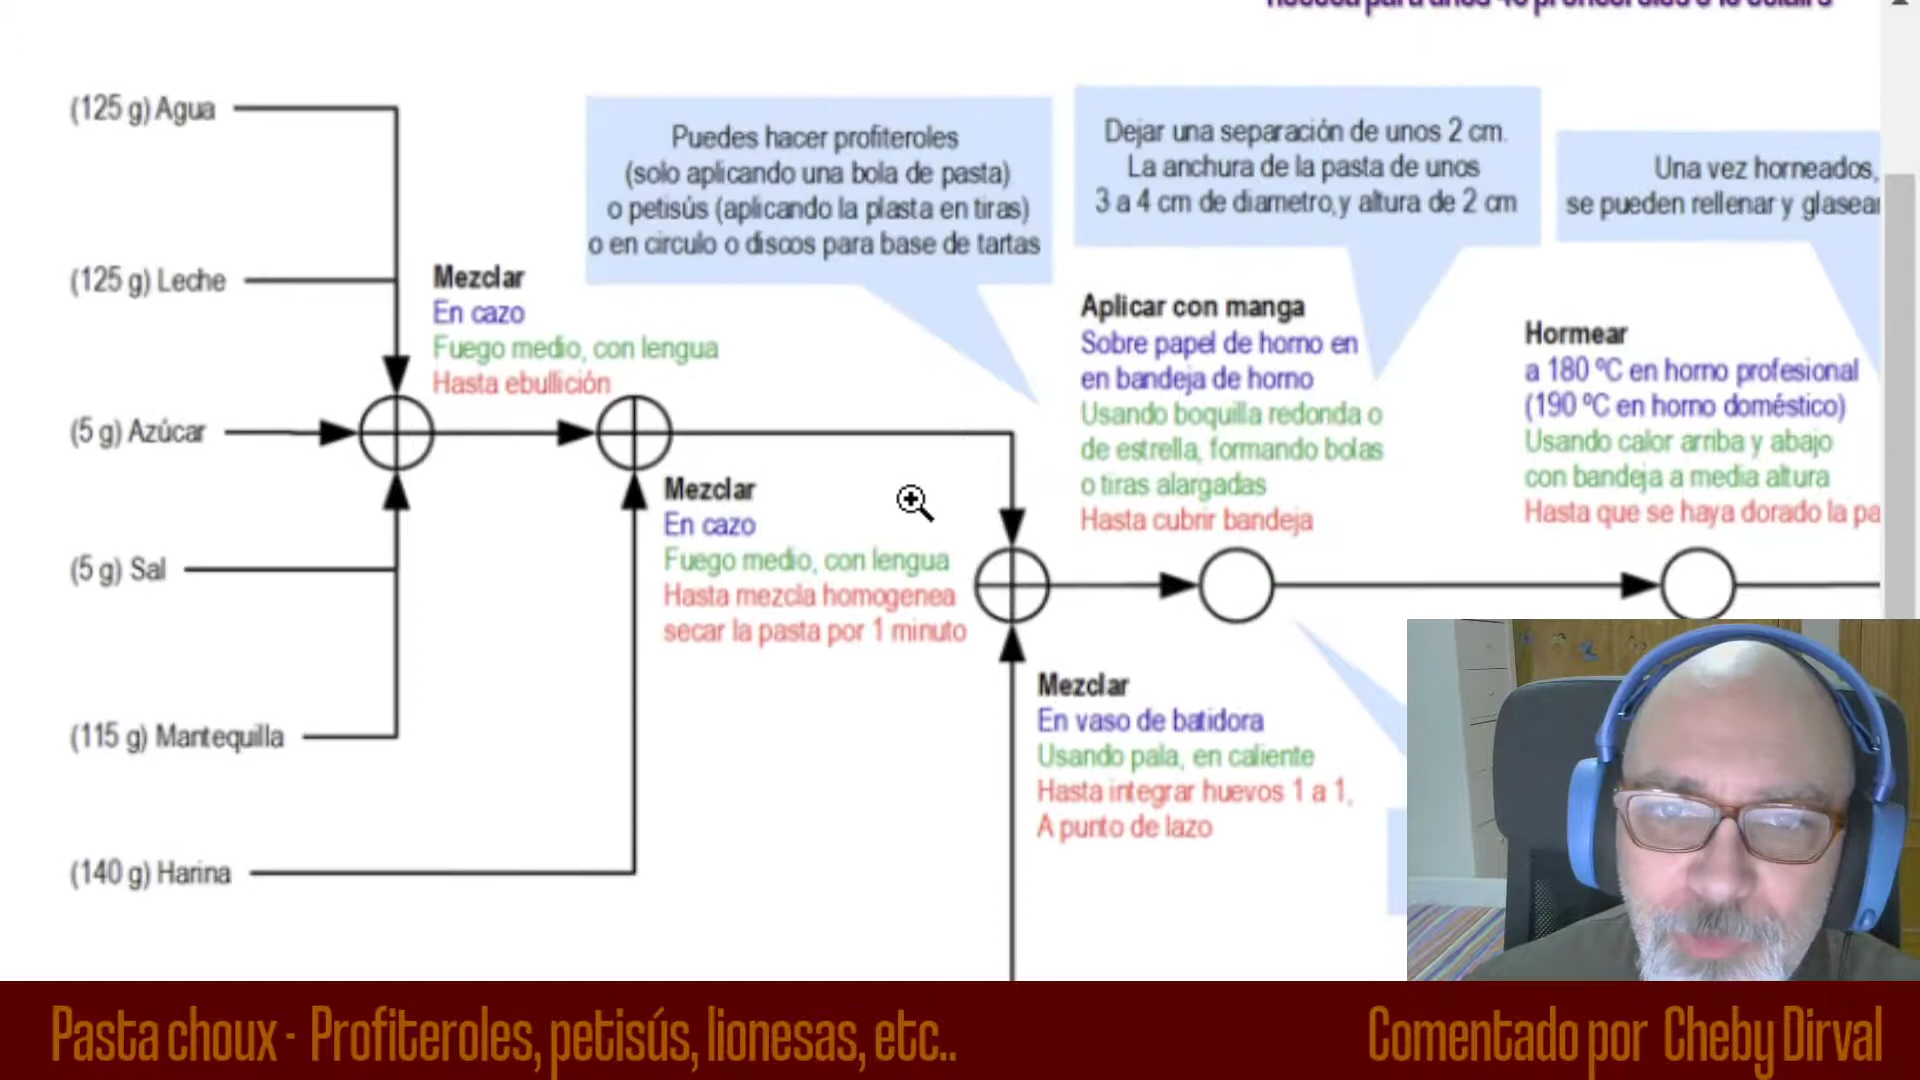 (125 g) Agua
Puedes hacer profiteroles
(solo aplicando una bola de pasta)
o petisús (aplicando la plasta en tiras)
o en circulo o discos para base de tartas
Dejar una separación de unos 2 cm.
La anchura de la pasta de unos
3 a 4 cm de diametro,y altura de 2 cm
Una vez horneados,
se pueden rellenar y
(125 g) Leche
Mezclar
En cazo
Fuego medio, con lengua
Hasta ebullición
Aplicar con manga
Sobre papel de horno en
en bandeja de horno
Usando boquilla redonda o
de estrella, formando bolas
o tiras alargadas
Hasta cubrir bandeja
Hormear
a 180 ºC en horno profesional
(190 ºC en horno doméstico)
Usando calor arriba y abajo
con bandeja a media altura
Hasta que se haya dorado la
(5 g) Azúcar
Mezclar
En cazo
Fuego medio, con lengua
Hasta mezcla homogenea
secar la pasta por 1 minuto
(5 g) Sal
Mezclar
En vaso de batidora
Usando pala, en caliente
Hasta integrar huevos 1 a 1,
A punto de lazo
(115 g) Mantequilla
(140 g) Harina
Pasta choux - Profiteroles, petisús, lionesas, etc..
Comentado por Cheby Dirval